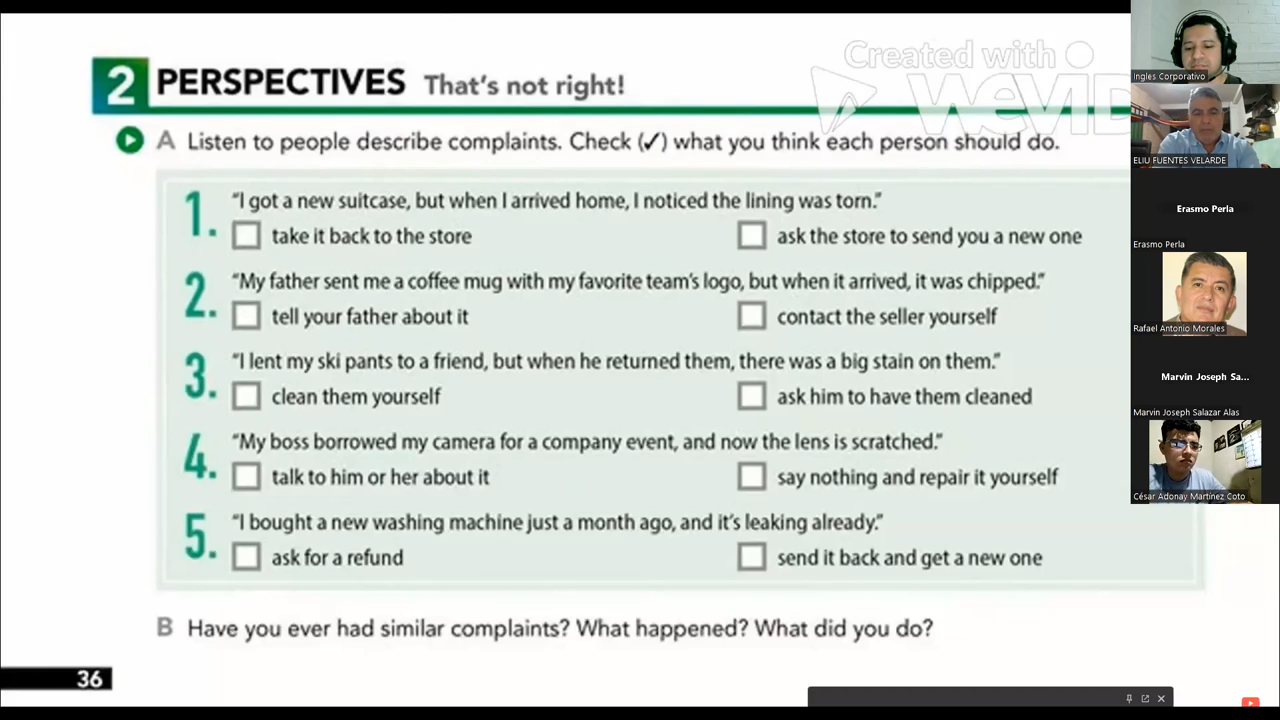 Created with
WEVID
2 PERSPECTIVES That's not right!
A Listen to people describe complaints. Check (✓) what you think each person should do.
1. "I got a new suitcase, but when I arrived home, I noticed the lining was torn."
take it back to the store ask the store to send you a new one
2. "My father sent me a coffee mug with my favorite team's logo, but when it arrived, it was chipped."
tell your father about it contact the seller yourself
3. "I lent my ski pants to a friend, but when he returned them, there was a big stain on them."
clean them yourself ask him to have them cleaned
4. "My boss borrowed my camera for a company event, and now the lens is scratched."
talk to him or her about it say nothing and repair it yourself
5. "I bought a new washing machine just a month ago, and it's leaking already."
ask for a refund send it back and get a new one
B Have you ever had similar complaints? What happened? What did you do?
36
Ingles Corporativo
ELIU FUENTES VELARDE
Erasmo Perla
Erasmo Perla
Rafael Antonio Morales
Marvin Joseph Sa...
Marvin Joseph Salazar Alas
César Adonay Martínez Coto